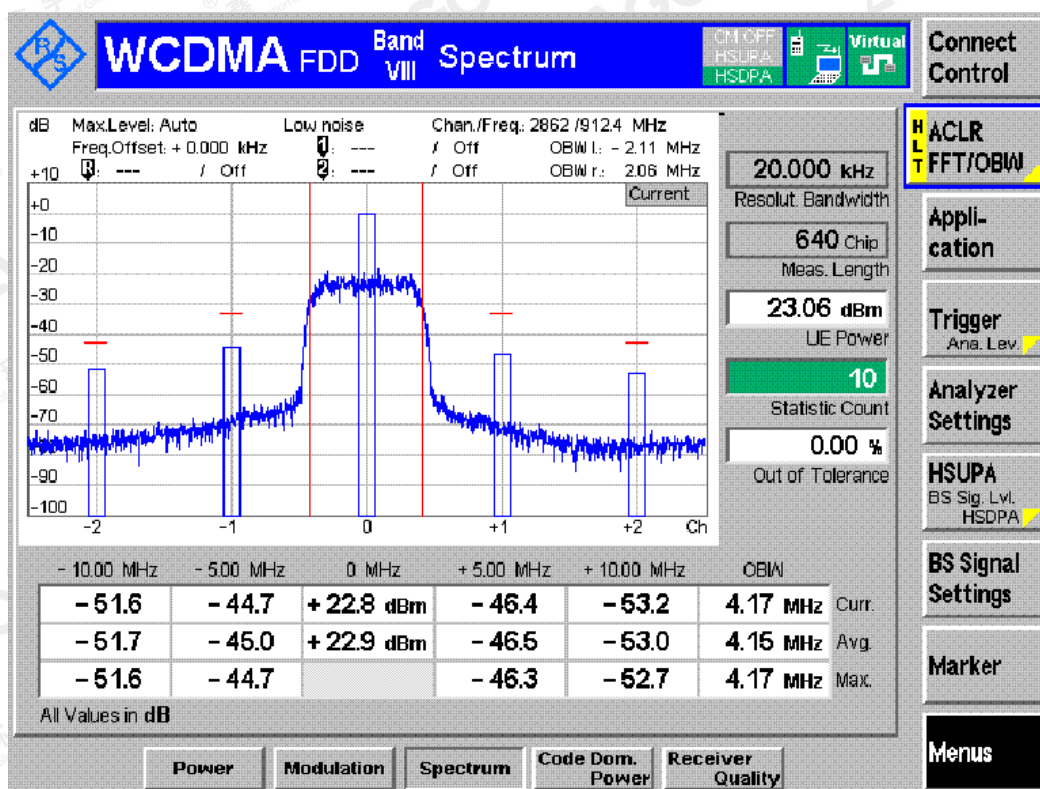 R S
WCDMA FDD Band VIII Spectrum
CM OFF
HSUPA
HSDPA
Virtual
Connect
Control
dB Max.Level: Auto Low noise Chan./Freq.: 2862 /912.4 MHz
Freq.Offset: + 0.000 kHz 1: --- / Off OBW l.: – 2.11 MHz
R: --- / Off 2: --- / Off OBW r.: 2.06 MHz
Current
+10
+0
-10
-20
-30
-40
-50
-60
-70
-90
-100
-2 -1 0 +1 +2 Ch
20.000 kHz
Resolut. Bandwidth
640 Chip
Meas. Length
23.06 dBm
UE Power
10
Statistic Count
0.00 %
Out of Tolerance
HLT
ACLR
FFT/OBW
Appli-
cation
Trigger
Ana. Lev.
Analyzer
Settings
HSUPA
BS Sig. Lvl.
HSDPA
BS Signal
Settings
Marker
Menus
– 10.00 MHz – 5.00 MHz 0 MHz + 5.00 MHz + 10.00 MHz OBW
– 51.6 – 44.7 + 22.8 dBm – 46.4 – 53.2 4.17 MHz Curr.
– 51.7 – 45.0 + 22.9 dBm – 46.5 – 53.0 4.15 MHz Avg.
– 51.6 – 44.7 – 46.3 – 52.7 4.17 MHz Max.
All Values in dB
Power
Modulation
Spectrum
Code Dom.
Power
Receiver
Quality